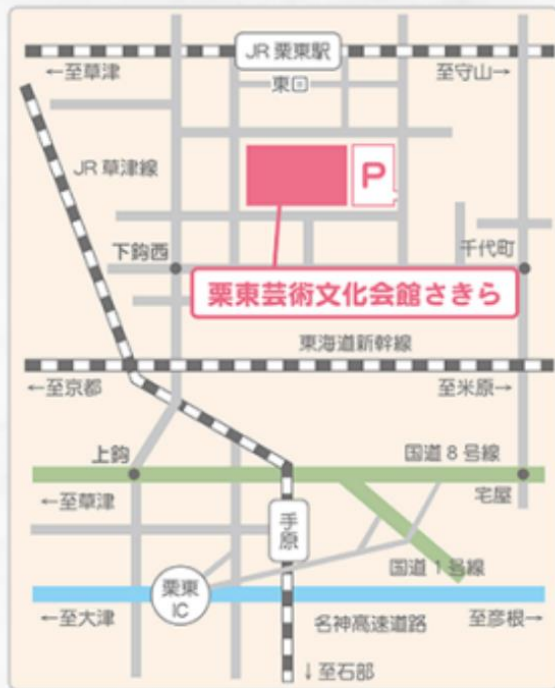 JR栗東駅
←至草津
東口
至守山→
JR草津線
P
下鈎西
千代町
栗東芸術文化会館さきら
東海道新幹線
←至京都
至米原→
上鈎
国道8号線
←至草津
宅屋
手原
国道1号線
栗東
IC
←至大津
名神高速道路
至彦根→
↓至石部